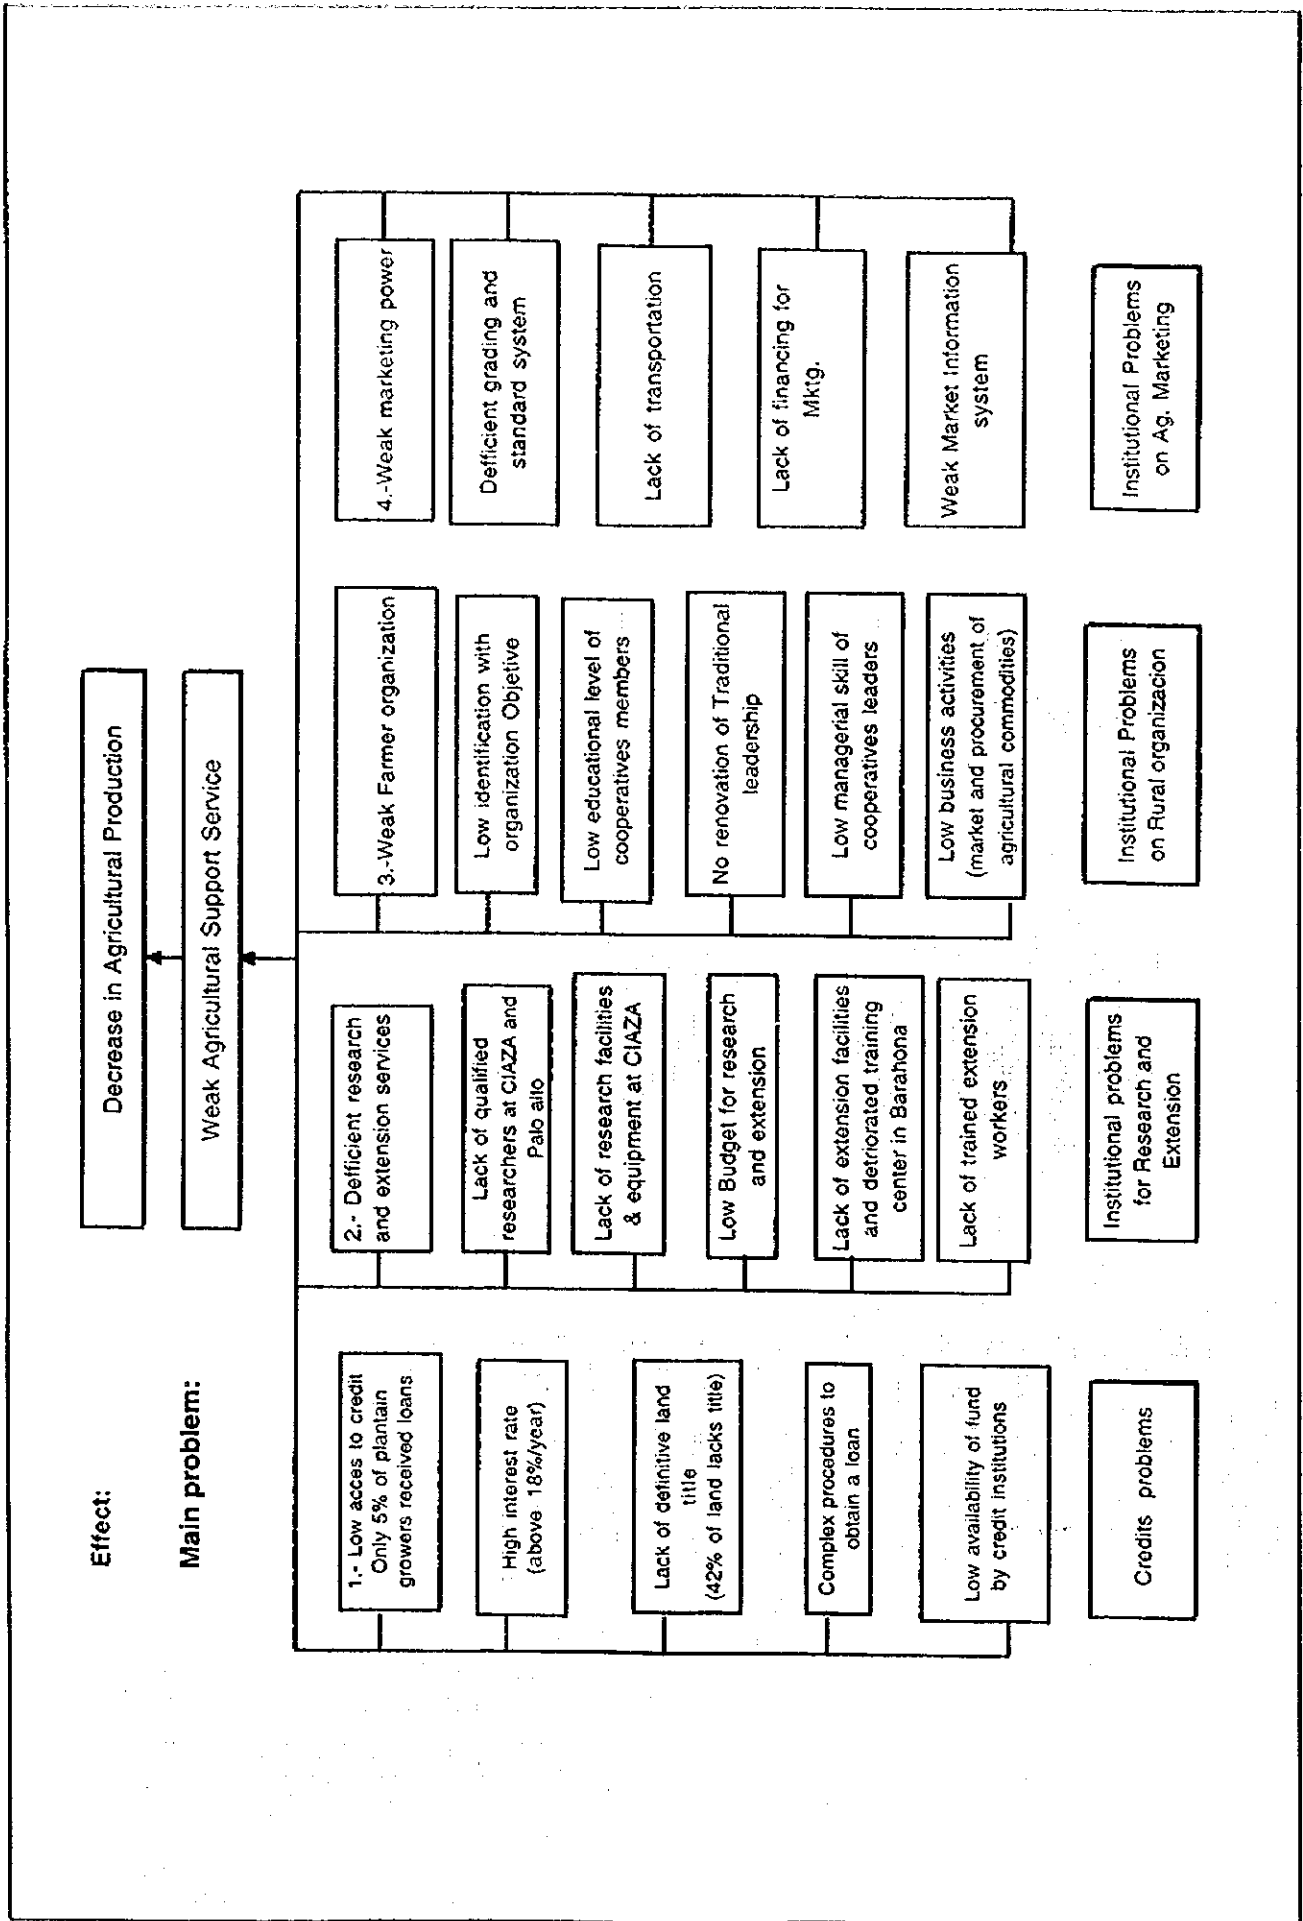 Effect:
Decrease in Agricultural Production
Main problem:
Weak Agricultural Support Service
1.- Low acces to credit
Only 5% of plantain
growers received loans
High interest rate
(above 18%/year)
Lack of definitive land
title
(42% of land lacks title)
Complex procedures to
obtain a loan
Low availability of fund
by credit institutions
Credits problems
2.- Defficient research
and extension services
Lack of qualified
researchers at CIAZA and
Palo alto
Lack of research facilities
& equipment at CIAZA
Low Budget for research
and extension
Lack of extension facilities
and detriorated training
center in Barahona
Lack of trained extension
workers
Institutional problems
for Research and
Extension
3.-Weak Farmer organization
Low identification with
organization Objetive
Low educational level of
cooperatives members
No renovation of Traditional
leadership
Low managerial skill of
cooperatives leaders
Low business activities
(market and procurement of
agricultural commodities)
Institutional Problems
on Rural organizacion
4.-Weak marketing power
Defficient grading and
standard system
Lack of transportation
Lack of financing for
Mktg.
Weak Market Information
system
Institutional Problems
on Ag. Marketing